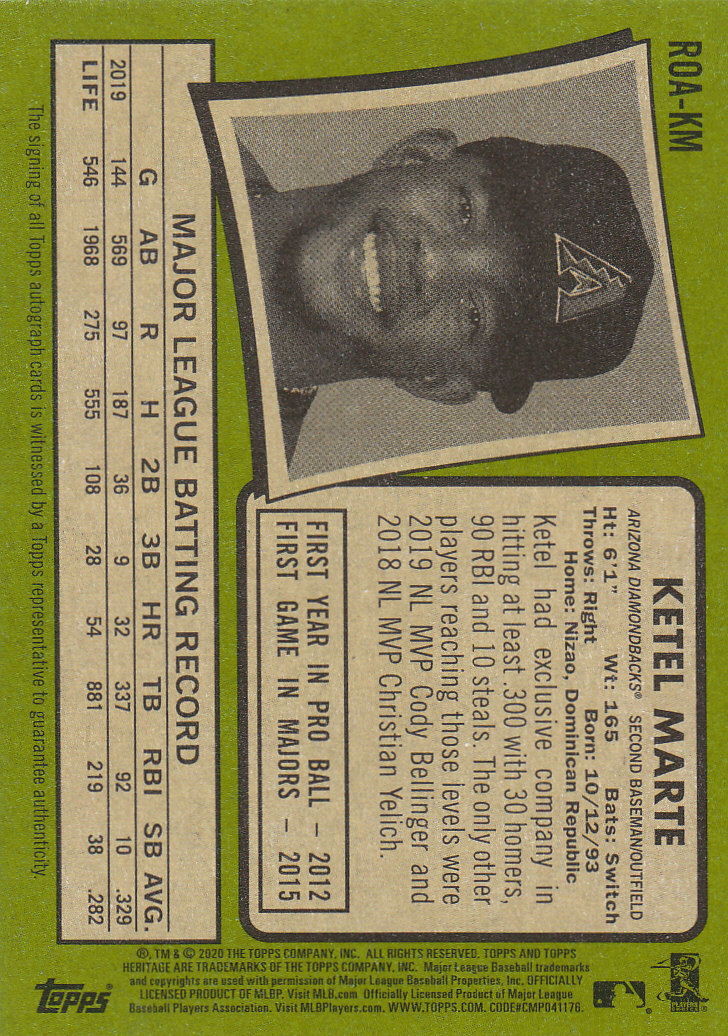 ROA-KM
KETEL MARTE
ARIZONA DIAMONDBACKS® SECOND BASEMAN/OUTFIELD
Ht: 6'1" Wt: 165 Bats: Switch
Throws: Right Born: 10/12/93
Home: Nizao, Dominican Republic
Ketel had exclusive company in
hitting at least .300 with 30 homers,
90 RBI and 10 steals. The only other
players reaching those levels were
2019 NL MVP Cody Bellinger and
2018 NL MVP Christian Yelich.
FIRST YEAR IN PRO BALL – 2012
FIRST GAME IN MAJORS – 2015
MAJOR LEAGUE BATTING RECORD
G AB R H 2B 3B HR TB RBI SB AVG.
2019 144 569 97 187 36 9 32 337 92 10 .329
LIFE 546 1968 275 555 108 28 54 881 219 38 .282
The signing of all Topps autograph cards is witnessed by a Topps representative to guarantee authenticity.
®, TM & © 2020 THE TOPPS COMPANY, INC. ALL RIGHTS RESERVED. TOPPS AND TOPPS
HERITAGE ARE TRADEMARKS OF THE TOPPS COMPANY, INC. Major League Baseball trademarks
and copyrights are used with permission of Major League Baseball Properties, Inc. OFFICIALLY
LICENSED PRODUCT OF MLBP. Visit MLB.com Officially Licensed Product of Major League
Baseball Players Association. Visit MLBPlayers.com. WWW.TOPPS.COM. CODE#CMP041176.
TOPPS®